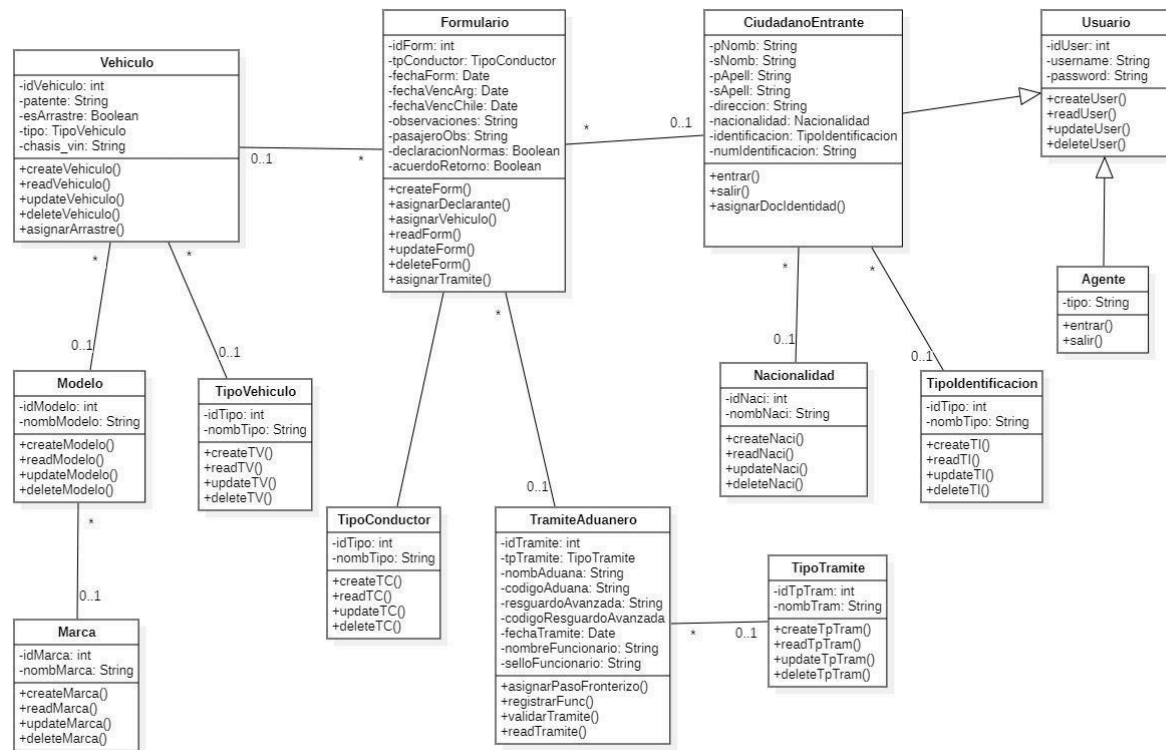 Vehiculo
-idVehiculo: int
-patente: String
-esArrastre: Boolean
-tipo: TipoVehiculo
-chasis_vin: String
+createVehiculo()
+readVehiculo()
+updateVehiculo()
+deleteVehiculo()
+asignarArrastre()
0..1
*
Formulario
-idForm: int
-tpConductor: TipoConductor
-fechaForm: Date
-fechaVencArg: Date
-fechaVencChile: Date
-observaciones: String
-pasajeroObs: String
-declaracionNormas: Boolean
-acuerdoRetorno: Boolean
+createForm()
+asignarDeclarante()
+asignarVehiculo()
+readForm()
+updateForm()
+deleteForm()
+asignarTramite()
*
0..1
CiudadanoEntrante
-pNomb: String
-sNomb: String
-pApell: String
-sApell: String
-direccion: String
-nacionalidad: Nacionalidad
-identificacion: TipoIdentificacion
-numIdentificacion: String
+entrar()
+salir()
+asignarDocIdentidad()
Usuario
-idUser: int
-username: String
-password: String
+createUser()
+readUser()
+updateUser()
+deleteUser()
Agente
-tipo: String
+entrar()
+salir()
*
*
*
*
*
0..1
0..1
0..1
0..1
Modelo
-idModelo: int
-nombModelo: String
+createModelo()
+readModelo()
+updateModelo()
+deleteModelo()
TipoVehiculo
-idTipo: int
-nombTipo: String
+createTV()
+readTV()
+updateTV()
+deleteTV()
Nacionalidad
-idNaci: int
-nombNaci: String
+createNaci()
+readNaci()
+updateNaci()
+deleteNaci()
TipoIdentificacion
-idTipo: int
-nombTipo: String
+createTI()
+readTI()
+updateTI()
+deleteTI()
*
0..1
0..1
Marca
-idMarca: int
-nombMarca: String
+createMarca()
+readMarca()
+updateMarca()
+deleteMarca()
TipoConductor
-idTipo: int
-nombTipo: String
+createTC()
+readTC()
+updateTC()
+deleteTC()
TramiteAduanero
-idTramite: int
-tpTramite: TipoTramite
-nombAduana: String
-codigoAduana: String
-resguardoAvanzada: String
-codigoResguardoAvanzada
-fechaTramite: Date
-nombreFuncionario: String
-selloFuncionario: String
+asignarPasoFronterizo()
+registrarFunc()
+validarTramite()
+readTramite()
*
0..1
TipoTramite
-idTpTram: int
-nombTram: String
+createTpTram()
+readTpTram()
+updateTpTram()
+deleteTpTram()